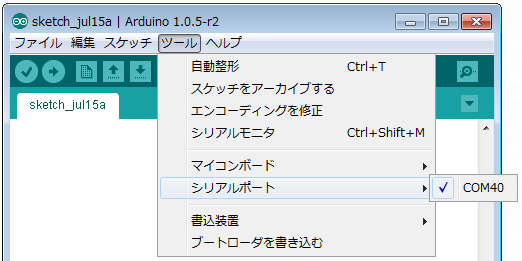 sketch_jul15a | Arduino 1.0.5-r2
ファイル 編集 スケッチ ツール ヘルプ
sketch_jul15a
自動整形 Ctrl+T
スケッチをアーカイブする
エンコーディングを修正
シリアルモニタ Ctrl+Shift+M
マイコンボード
シリアルポート
COM40
書込装置
ブートローダを書き込む